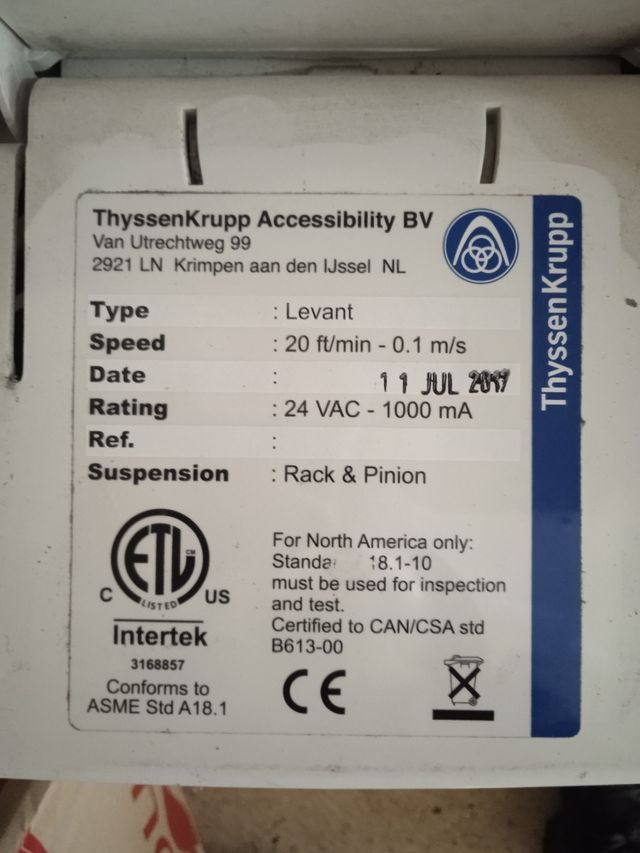 ThyssenKrupp Accessibility BV
Van Utrechtweg 99
2921 LN Krimpen aan den IJssel NL
Type : Levant
Speed : 20 ft/min - 0.1 m/s
Date : 11 JUL
Rating : 24 VAC - 1000 mA
Ref. :
Suspension : Rack & Pinion
ThyssenKrupp
ETL CM
C LISTED US
Intertek
3168857
Conforms to
ASME Std A18.1
For North America only:
18.1-10
must be used for inspection
and test.
Certified to CAN/CSA std
B613-00
CE